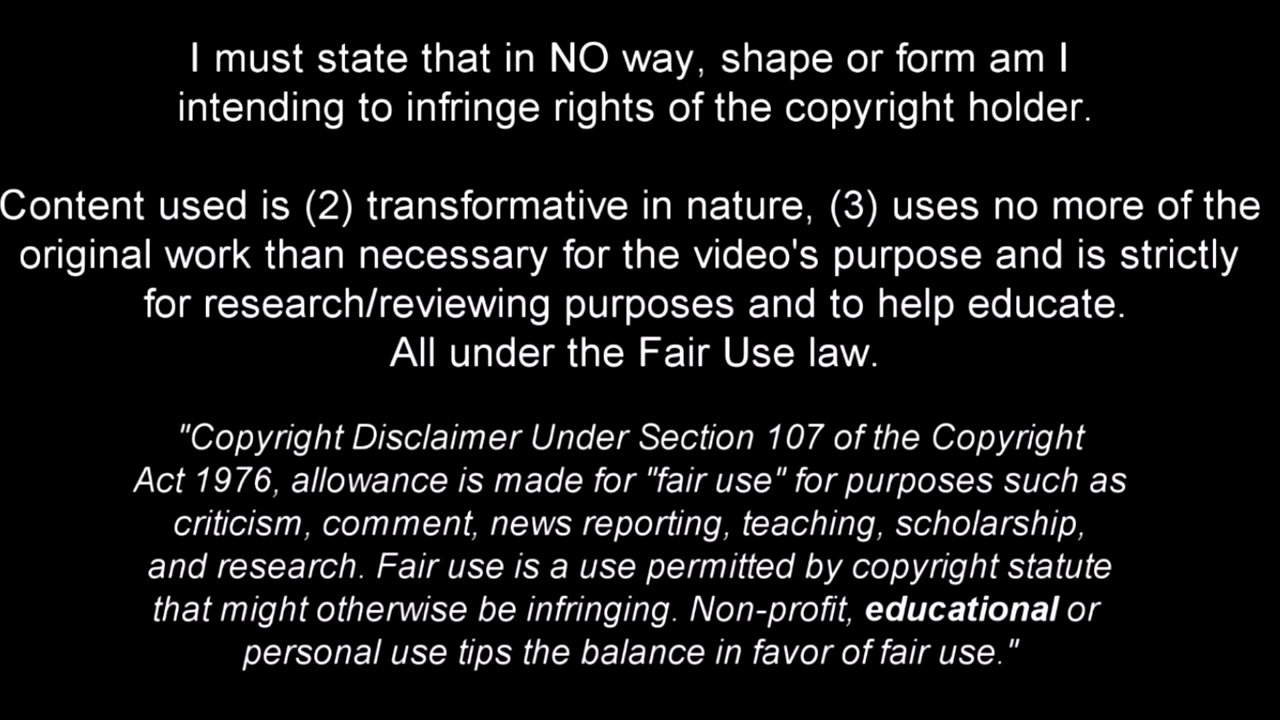 I must state that in NO way, shape or form am I
intending to infringe rights of the copyright holder.
Content used is (2) transformative in nature, (3) uses no more of the
original work than necessary for the video's purpose and is strictly
for research/reviewing purposes and to help educate.
All under the Fair Use law.
"Copyright Disclaimer Under Section 107 of the Copyright
Act 1976, allowance is made for "fair use" for purposes such as
criticism, comment, news reporting, teaching, scholarship,
and research. Fair use is a use permitted by copyright statute
that might otherwise be infringing. Non-profit, educational or
personal use tips the balance in favor of fair use."